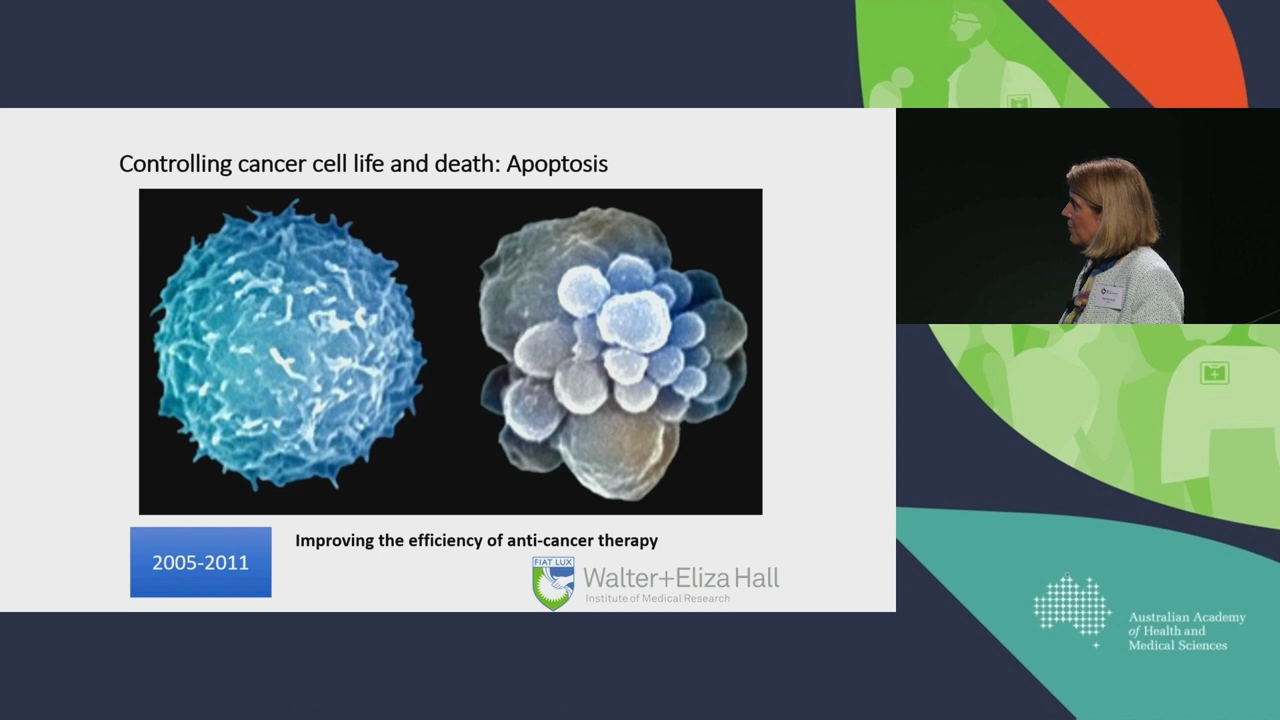 Controlling cancer cell life and death: Apoptosis
2005-2011
Improving the efficiency of anti-cancer therapy
FIAT LUX
Walter+Eliza Hall
Institute of Medical Research
Australian Academy
of Health and
Medical Sciences